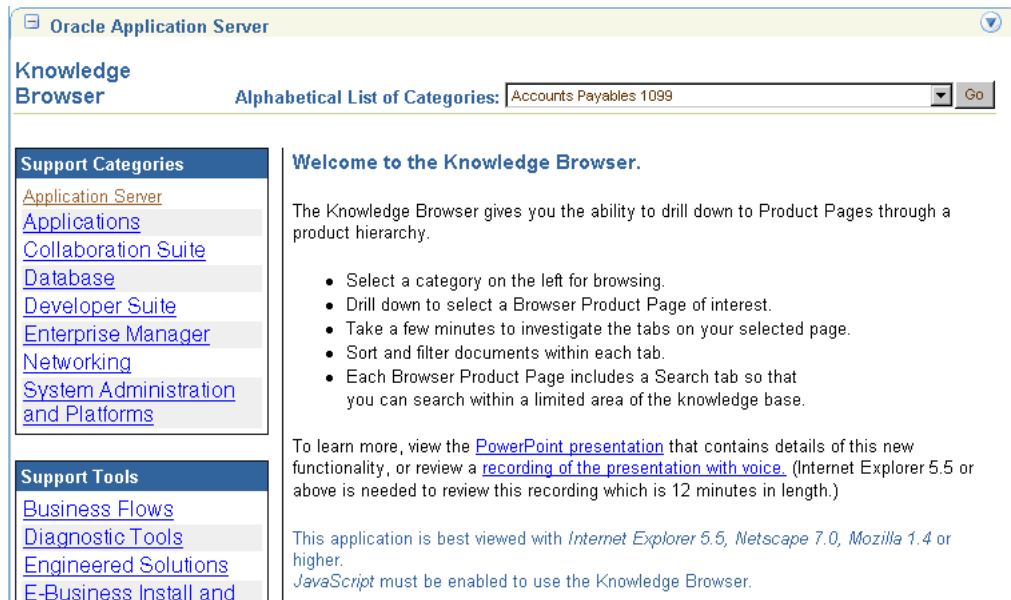 Oracle Application Server
Knowledge
Browser
Alphabetical List of Categories: Accounts Payables 1099 Go
Support Categories
Application Server
Applications
Collaboration Suite
Database
Developer Suite
Enterprise Manager
Networking
System Administration
and Platforms
Support Tools
Business Flows
Diagnostic Tools
Engineered Solutions
E-Business Install and
Welcome to the Knowledge Browser.
The Knowledge Browser gives you the ability to drill down to Product Pages through a
product hierarchy.
• Select a category on the left for browsing.
• Drill down to select a Browser Product Page of interest.
• Take a few minutes to investigate the tabs on your selected page.
• Sort and filter documents within each tab.
• Each Browser Product Page includes a Search tab so that
you can search within a limited area of the knowledge base.
To learn more, view the PowerPoint presentation that contains details of this new
functionality, or review a recording of the presentation with voice. (Internet Explorer 5.5 or
above is needed to review this recording which is 12 minutes in length.)
This application is best viewed with Internet Explorer 5.5, Netscape 7.0, Mozilla 1.4 or
higher.
JavaScript must be enabled to use the Knowledge Browser.